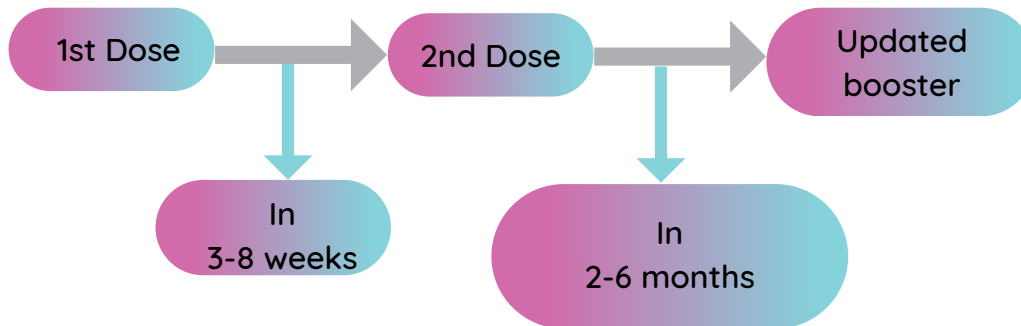 1st Dose
2nd Dose
Updated
booster
In
3-8 weeks
In
2-6 months